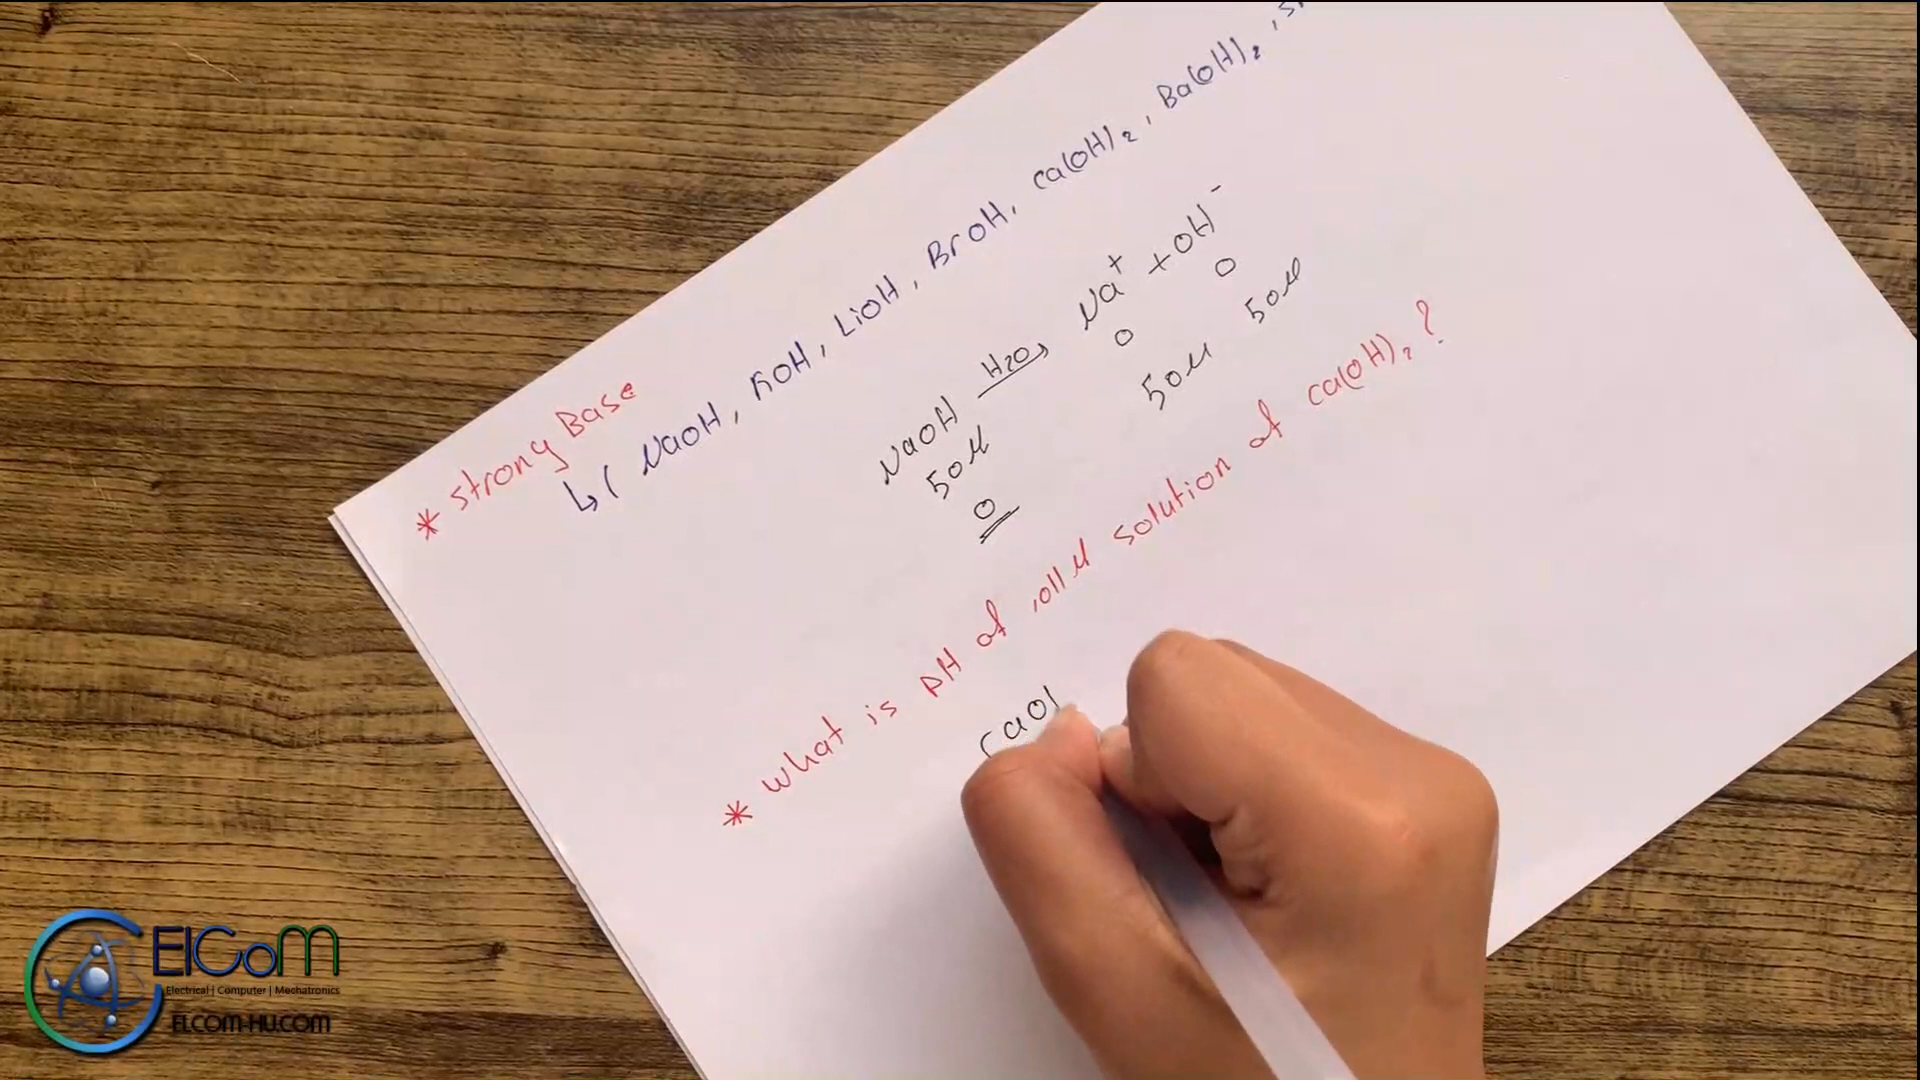 * strong Base
↳ ( NaOH, KOH, LiOH, BrOH, Ca(OH)₂, Ba(OH)₂, 
NaOH H2O→ Na⁺ + OH⁻
50M 0 0
0 50M 50M
* what is pH of .011 M solution of Ca(OH)₂ ?
CaO
ElCoM
Electrical | Computer | Mechatronics
ELCOM-HU.COM